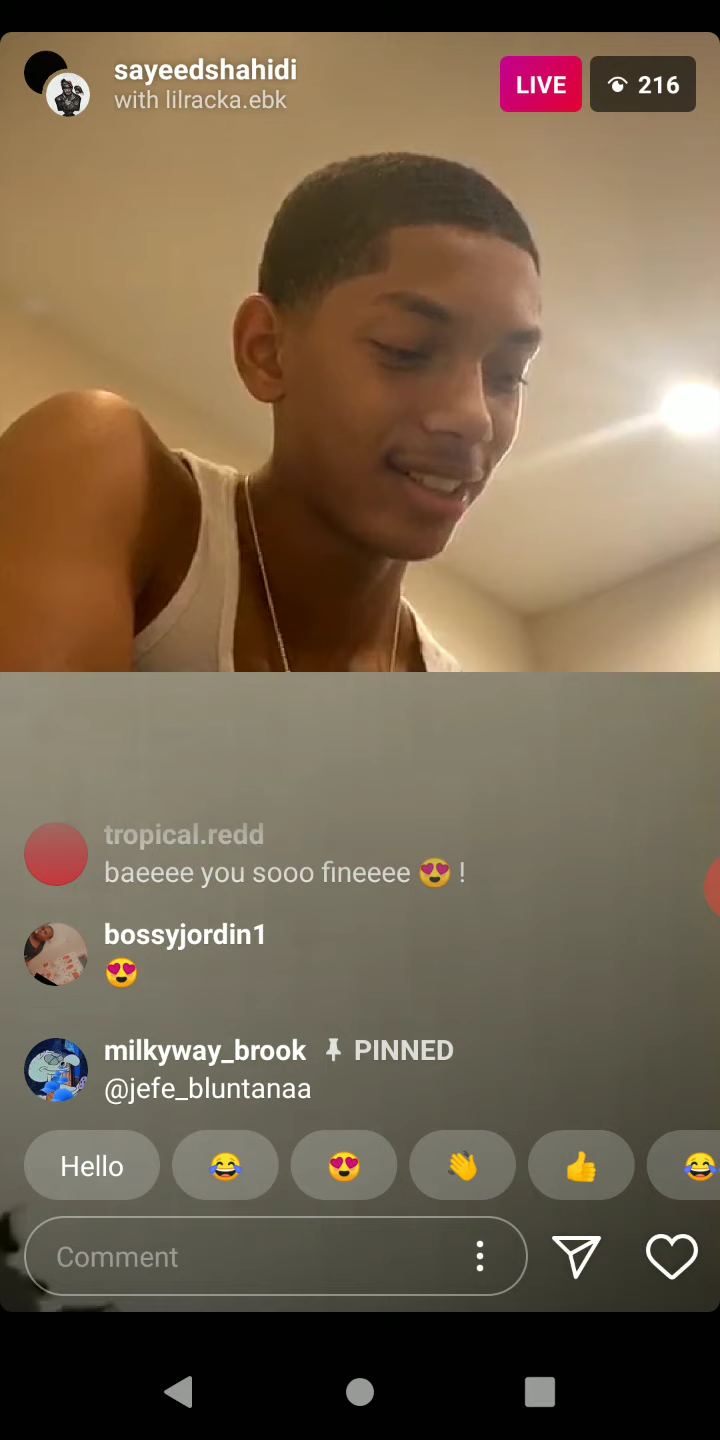 sayeedshahidi
with lilracka.ebk
LIVE
216
tropical.redd
baeeee you sooo fineeee 😍 !
bossyjordin1
😍
milkyway_brook PINNED
@jefe_bluntanaa
Hello 😂 😍 👋 👍 😂
Comment